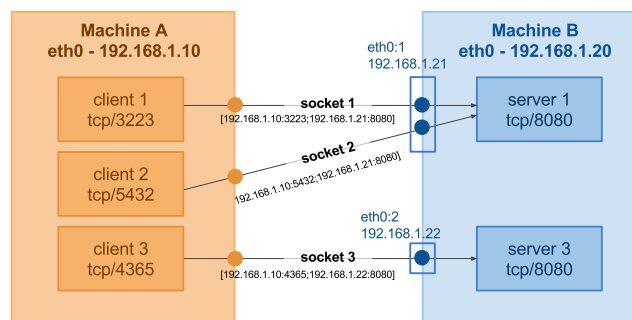 Machine A
eth0 - 192.168.1.10
Machine B
eth0 - 192.168.1.20
eth0:1
192.168.1.21
client 1
tcp/3223
socket 1
[192.168.1.10:3223;192.168.1.21:8080]
server 1
tcp/8080
client 2
tcp/5432
socket 2
192.168.1.10:5432;192.168.1.21:8080]
eth0:2
192.168.1.22
client 3
tcp/4365
socket 3
[192.168.1.10:4365;192.168.1.22:8080]
server 3
tcp/8080